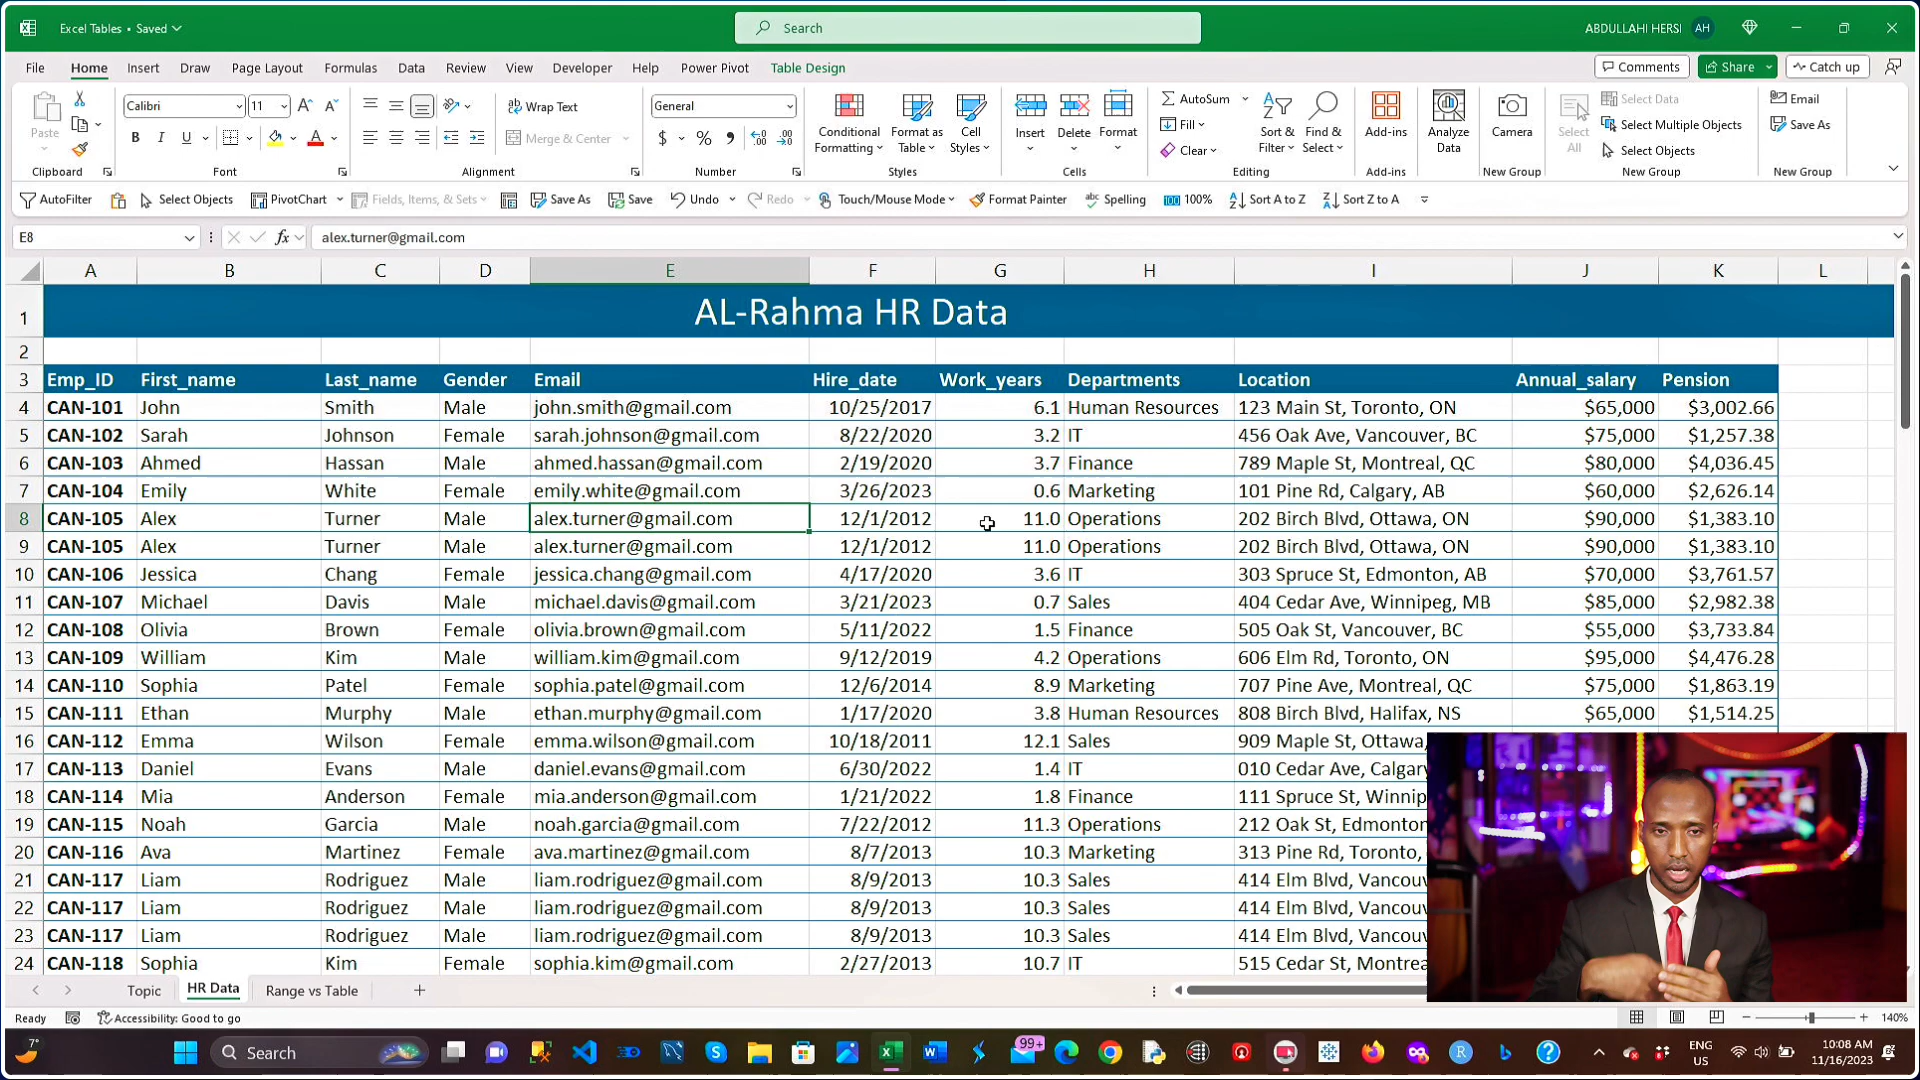 Excel Tables • Saved
Search
ABDULLAHI HERSI AH
File Home Insert Draw Page Layout Formulas Data Review View Developer Help Power Pivot Table Design
Comments Share Catch up
Paste
Clipboard
Calibri 11
B I U
Font
Wrap Text
Merge & Center
Alignment
General
$ % ,
Number
Conditional Formatting
Format as Table
Cell Styles
Styles
Insert Delete Format
Cells
AutoSum
Fill
Clear
Sort & Filter
Find & Select
Editing
Add-ins
Add-ins
Analyze Data
Camera
New Group
Select All
Select Data
Select Multiple Objects
Select Objects
New Group
Email
Save As
New Group
AutoFilter Select Objects PivotChart Fields, Items, & Sets Save As Save Undo Redo Touch/Mouse Mode Format Painter Spelling 100% Sort A to Z Sort Z to A
E8 fx alex.turner@gmail.com
A B C D E F G H I J K L
1 AL-Rahma HR Data
2
3 Emp_ID First_name Last_name Gender Email Hire_date Work_years Departments Location Annual_salary Pension
4 CAN-101 John Smith Male john.smith@gmail.com 10/25/2017 6.1 Human Resources 123 Main St, Toronto, ON $65,000 $3,002.66
5 CAN-102 Sarah Johnson Female sarah.johnson@gmail.com 8/22/2020 3.2 IT 456 Oak Ave, Vancouver, BC $75,000 $1,257.38
6 CAN-103 Ahmed Hassan Male ahmed.hassan@gmail.com 2/19/2020 3.7 Finance 789 Maple St, Montreal, QC $80,000 $4,036.45
7 CAN-104 Emily White Female emily.white@gmail.com 3/26/2023 0.6 Marketing 101 Pine Rd, Calgary, AB $60,000 $2,626.14
8 CAN-105 Alex Turner Male alex.turner@gmail.com 12/1/2012 11.0 Operations 202 Birch Blvd, Ottawa, ON $90,000 $1,383.10
9 CAN-105 Alex Turner Male alex.turner@gmail.com 12/1/2012 11.0 Operations 202 Birch Blvd, Ottawa, ON $90,000 $1,383.10
10 CAN-106 Jessica Chang Female jessica.chang@gmail.com 4/17/2020 3.6 IT 303 Spruce St, Edmonton, AB $70,000 $3,761.57
11 CAN-107 Michael Davis Male michael.davis@gmail.com 3/21/2023 0.7 Sales 404 Cedar Ave, Winnipeg, MB $85,000 $2,982.38
12 CAN-108 Olivia Brown Female olivia.brown@gmail.com 5/11/2022 1.5 Finance 505 Oak St, Vancouver, BC $55,000 $3,733.84
13 CAN-109 William Kim Male william.kim@gmail.com 9/12/2019 4.2 Operations 606 Elm Rd, Toronto, ON $95,000 $4,476.28
14 CAN-110 Sophia Patel Female sophia.patel@gmail.com 12/6/2014 8.9 Marketing 707 Pine Ave, Montreal, QC $75,000 $1,863.19
15 CAN-111 Ethan Murphy Male ethan.murphy@gmail.com 1/17/2020 3.8 Human Resources 808 Birch Blvd, Halifax, NS $65,000 $1,514.25
16 CAN-112 Emma Wilson Female emma.wilson@gmail.com 10/18/2011 12.1 Sales 909 Maple St, Ottawa,
17 CAN-113 Daniel Evans Male daniel.evans@gmail.com 6/30/2022 1.4 IT 010 Cedar Ave, Calgary
18 CAN-114 Mia Anderson Female mia.anderson@gmail.com 1/21/2022 1.8 Finance 111 Spruce St, Winnip
19 CAN-115 Noah Garcia Male noah.garcia@gmail.com 7/22/2012 11.3 Operations 212 Oak St, Edmonton
20 CAN-116 Ava Martinez Female ava.martinez@gmail.com 8/7/2013 10.3 Marketing 313 Pine Rd, Toronto,
21 CAN-117 Liam Rodriguez Male liam.rodriguez@gmail.com 8/9/2013 10.3 Sales 414 Elm Blvd, Vancouv
22 CAN-117 Liam Rodriguez Male liam.rodriguez@gmail.com 8/9/2013 10.3 Sales 414 Elm Blvd, Vancouv
23 CAN-117 Liam Rodriguez Male liam.rodriguez@gmail.com 8/9/2013 10.3 Sales 414 Elm Blvd, Vancouv
24 CAN-118 Sophia Kim Female sophia.kim@gmail.com 2/27/2013 10.7 IT 515 Cedar St, Montrea
Topic HR Data Range vs Table
Ready Accessibility: Good to go 140%
7° Search 99+ ENG US 10:08 AM 11/16/2023